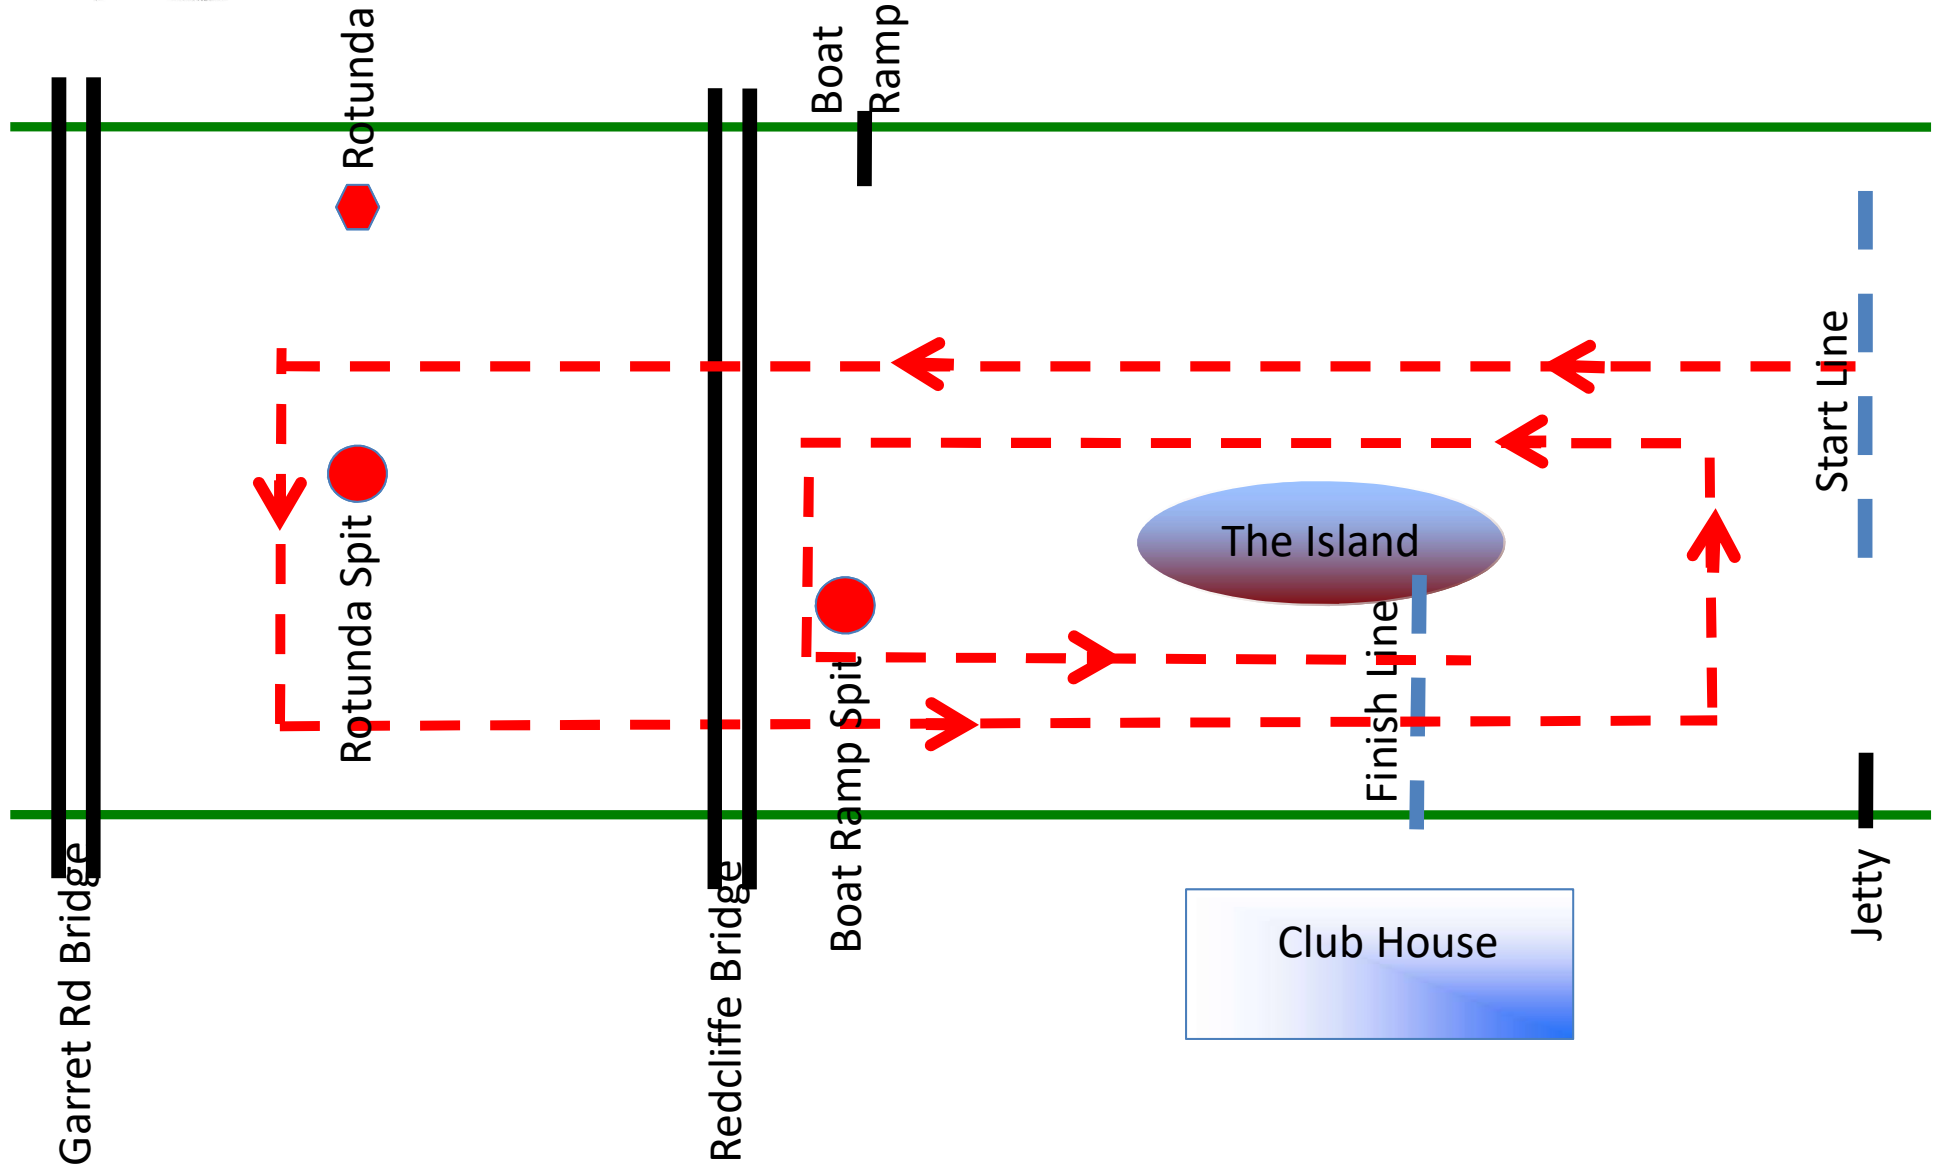 Rotunda
Boat
Ramp
Start Line
The Island
Rotunda Spit
Boat Ramp Spit
Finish Line
Garret Rd Bridge
Redcliffe Bridge
Club House
Jetty